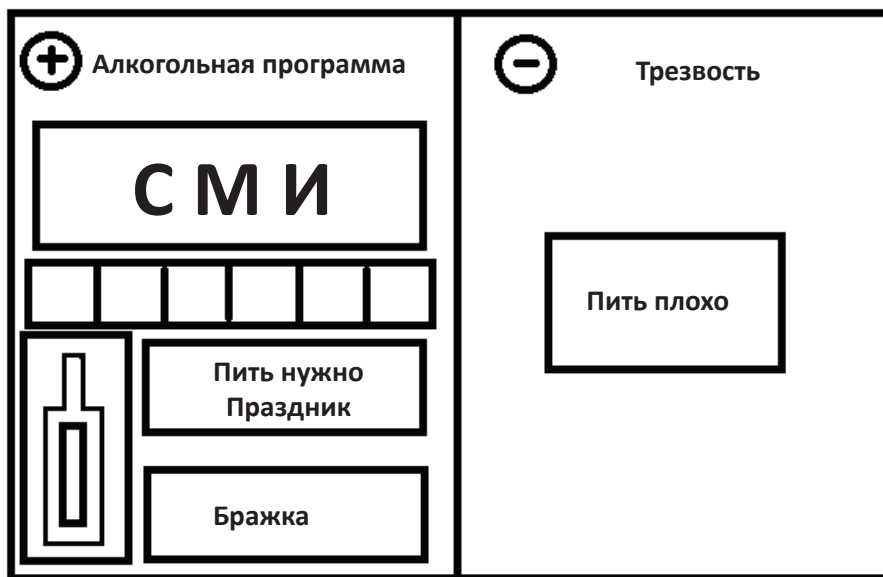 + Алкогольная программа
С М И
Пить нужно
Праздник
Бражка
- Трезвость
Пить плохо